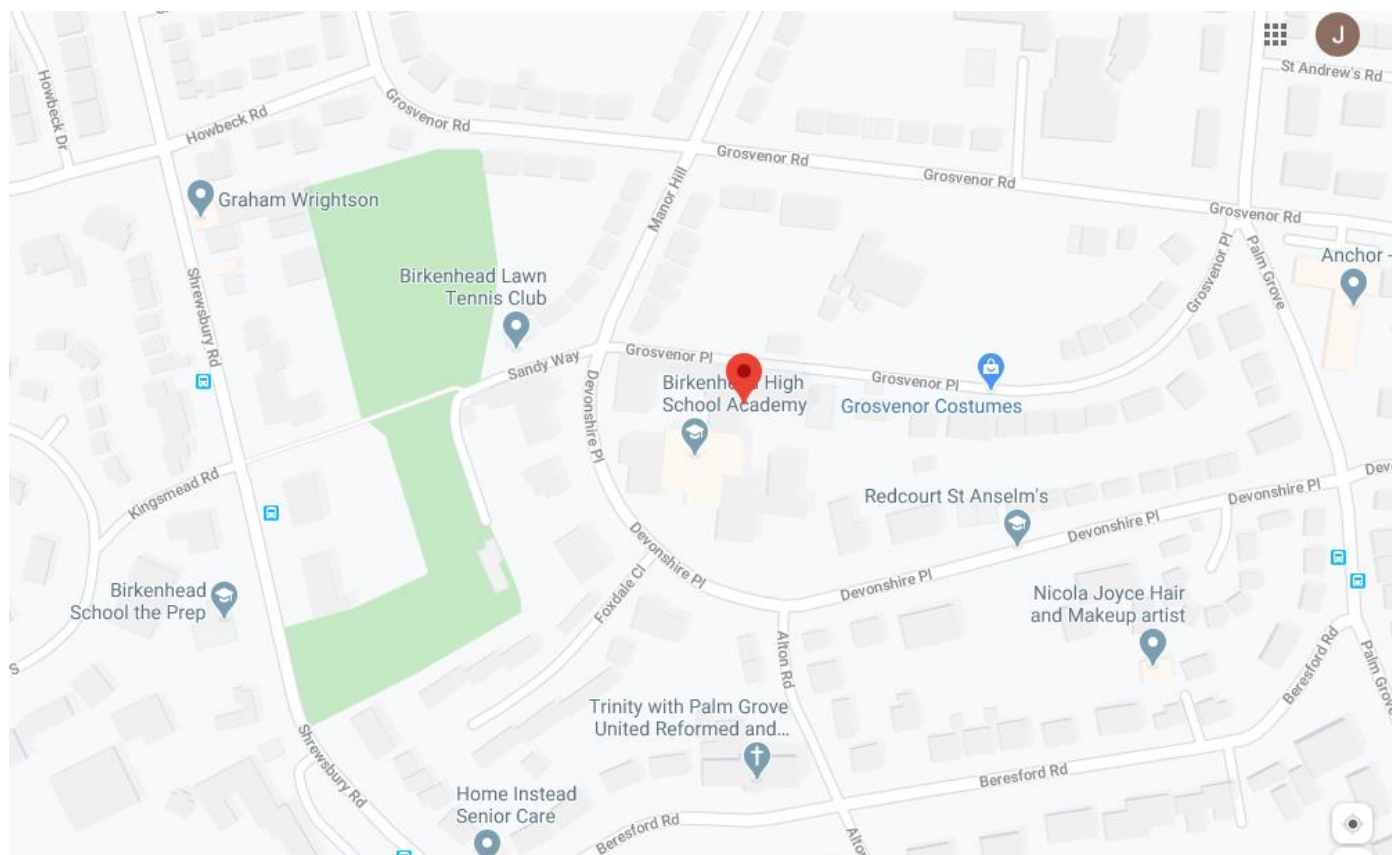 J
St Andrew's Rd
Howbeck Dr
Howbeck Rd
Grosvenor Rd
Grosvenor Rd
Grosvenor Rd
Grosvenor Rd
Graham Wrightson
Manor Hill
Grosvenor Pl
Palm Grove
Anchor -
Birkenhead Lawn
Tennis Club
Shrewsbury Rd
Sandy Way
Grosvenor Pl
Grosvenor Pl
Birkenhead High
School Academy
Grosvenor Costumes
Devonshire Pl
Kingsmead Rd
Redcourt St Anselm's
Devonshire Pl
Dev
Devonshire Pl
Devonshire Pl
Devonshire Pl
Foxdale Cl
Birkenhead
School the Prep
Nicola Joyce Hair
and Makeup artist
Alton Rd
Beresford Rd
Palm Grove
S
Trinity with Palm Grove
United Reformed and...
Shrewsbury Rd
Beresford Rd
Home Instead
Senior Care
Beresford Rd
Alto